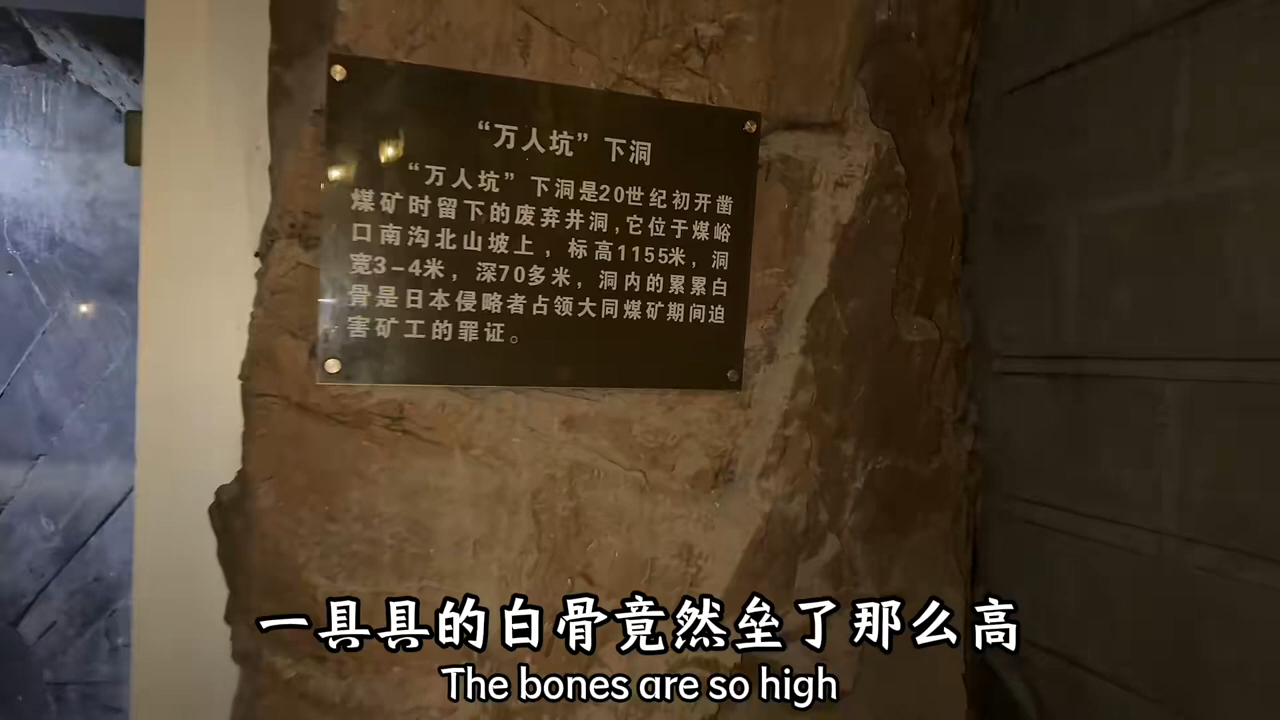 “万人坑”下洞
“万人坑”下洞是20世纪初开凿
煤矿时留下的废弃井洞,它位于煤峪
口南沟北山坡上，标高1155米，洞
宽3-4米，深70多米，洞内的累累白
骨是日本侵略者占领大同煤矿期间迫
害矿工的罪证。
一具具的白骨竟然垒了那么高
The bones are so high